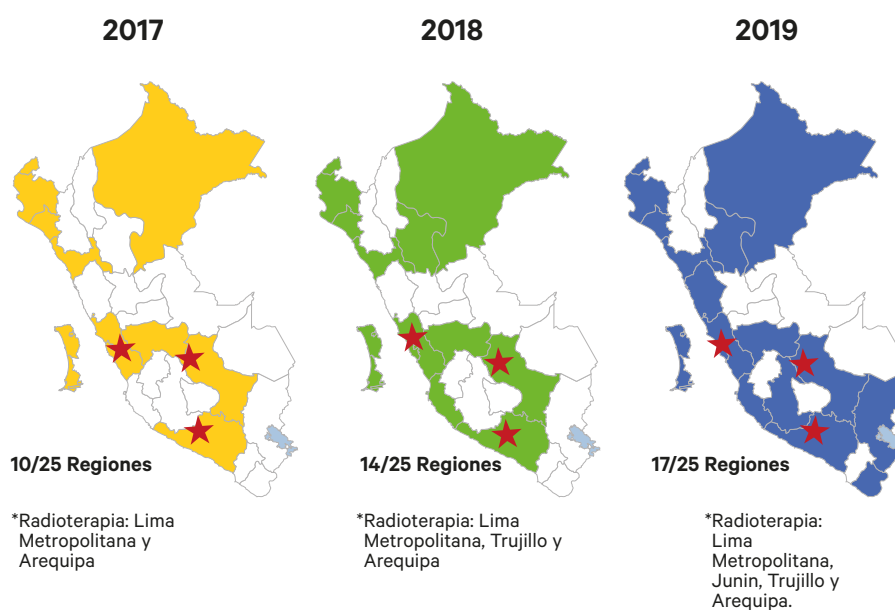 2017
2018
2019
10/25 Regiones
14/25 Regiones
17/25 Regiones
*Radioterapia: Lima
Metropolitana y
Arequipa
*Radioterapia: Lima
Metropolitana, Trujillo y
Arequipa
*Radioterapia:
Lima
Metropolitana,
Junin, Trujillo y
Arequipa.